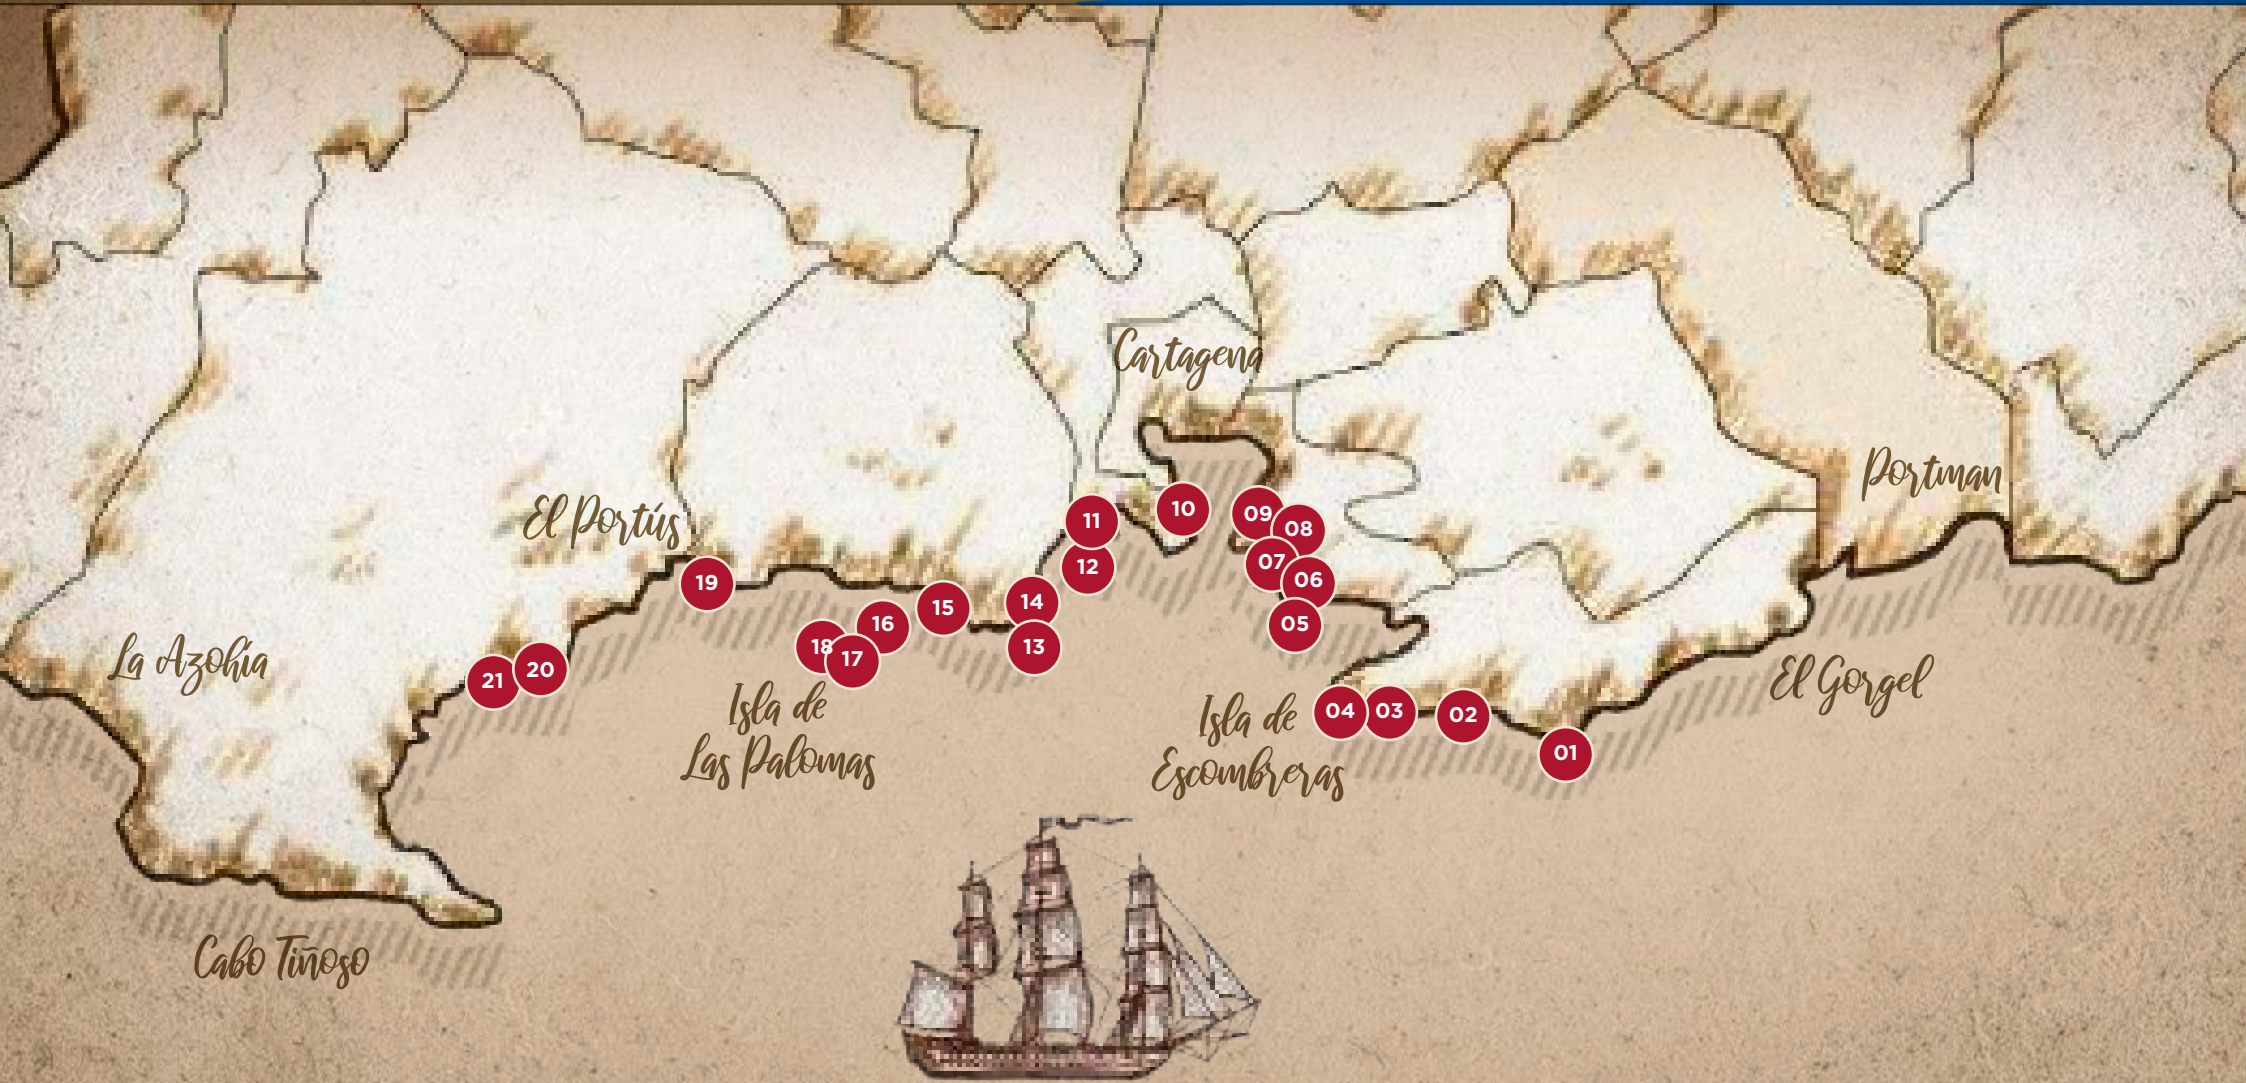 Cartagena
Portman
El Portús
10
09
11
08
07
12
06
19
14
15
16
05
18
13
17
La Azohía
20
21
El Gorgel
Isla de
Las Palomas
Isla de
Escombreras
04
03
02
01
Cabo Tiñoso